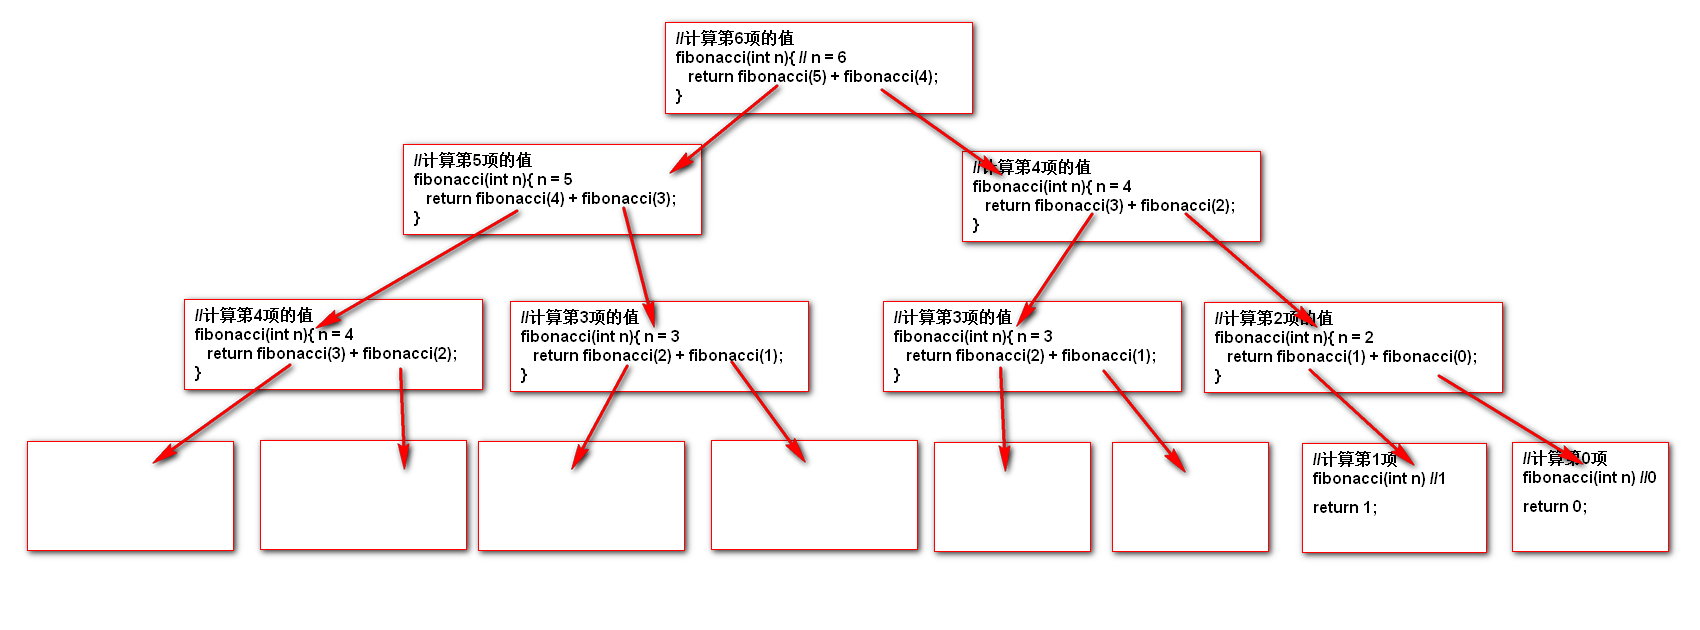 //计算第6项的值
fibonacci(int n){ // n = 6
return fibonacci(5) + fibonacci(4);
}
//计算第5项的值
fibonacci(int n){ n = 5
return fibonacci(4) + fibonacci(3);
}
//计算第4项的值
fibonacci(int n){ n = 4
return fibonacci(3) + fibonacci(2);
}
//计算第4项的值
fibonacci(int n){ n = 4
return fibonacci(3) + fibonacci(2);
}
//计算第3项的值
fibonacci(int n){ n = 3
return fibonacci(2) + fibonacci(1);
}
//计算第3项的值
fibonacci(int n){ n = 3
return fibonacci(2) + fibonacci(1);
}
//计算第2项的值
fibonacci(int n){ n = 2
return fibonacci(1) + fibonacci(0);
}
//计算第1项
fibonacci(int n) //1
return 1;
//计算第0项
fibonacci(int n) //0
return 0;